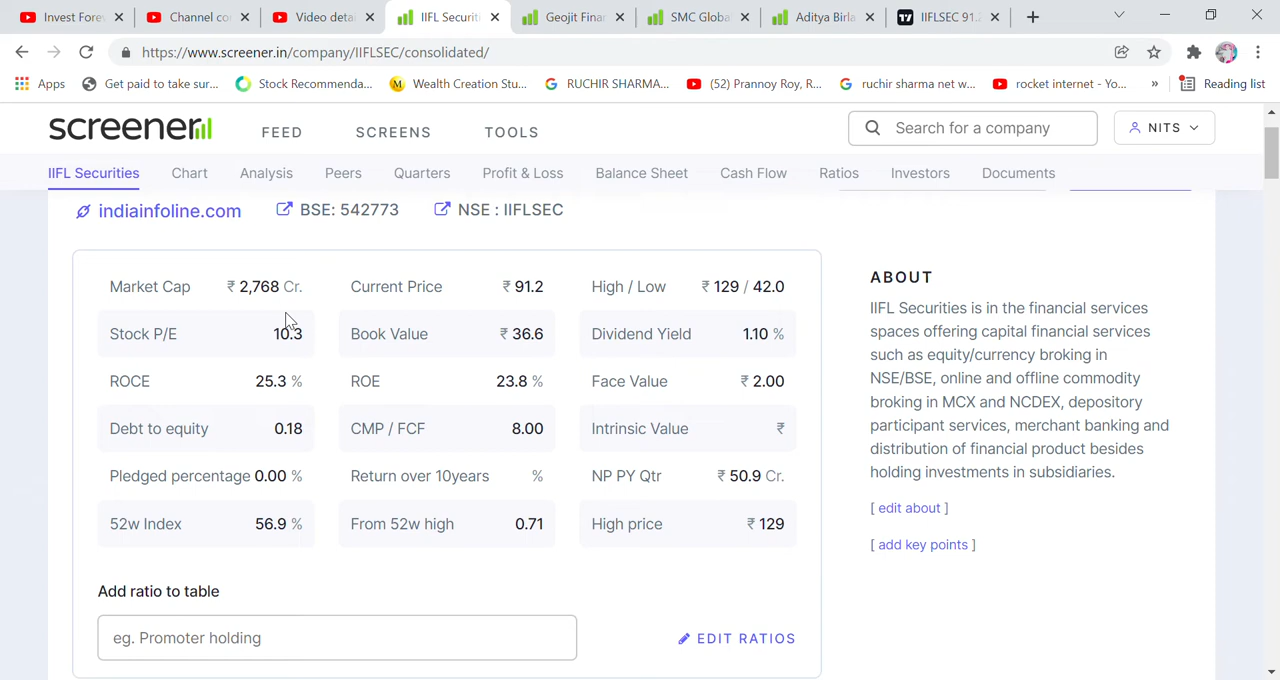 Invest Fores
Channel co
Video deta
IIFL Securiti
Geojit Finan
SMC Globa
Aditya Birla
IIFLSEC 91.
https://www.screener.in/company/IIFLSEC/consolidated/
Apps
Get paid to take sur...
Stock Recommenda...
Wealth Creation Stu...
RUCHIR SHARMA...
(52) Prannoy Roy, R...
ruchir sharma net w...
rocket internet - Yo...
»
Reading list
screener
FEED
SCREENS
TOOLS
Search for a company
NITS
IIFL Securities
Chart
Analysis
Peers
Quarters
Profit & Loss
Balance Sheet
Cash Flow
Ratios
Investors
Documents
indiainfoline.com
BSE: 542773
NSE : IIFLSEC
Market Cap ₹ 2,768 Cr.
Current Price ₹ 91.2
High / Low ₹ 129 / 42.0
Stock P/E 10.3
Book Value ₹ 36.6
Dividend Yield 1.10 %
ROCE 25.3 %
ROE 23.8 %
Face Value ₹ 2.00
Debt to equity 0.18
CMP / FCF 8.00
Intrinsic Value ₹
Pledged percentage 0.00 %
Return over 10years %
NP PY Qtr ₹ 50.9 Cr.
52w Index 56.9 %
From 52w high 0.71
High price ₹ 129
Add ratio to table
eg. Promoter holding
EDIT RATIOS
ABOUT
IIFL Securities is in the financial services
spaces offering capital financial services
such as equity/currency broking in
NSE/BSE, online and offline commodity
broking in MCX and NCDEX, depository
participant services, merchant banking and
distribution of financial product besides
holding investments in subsidiaries.
[ edit about ]
[ add key points ]